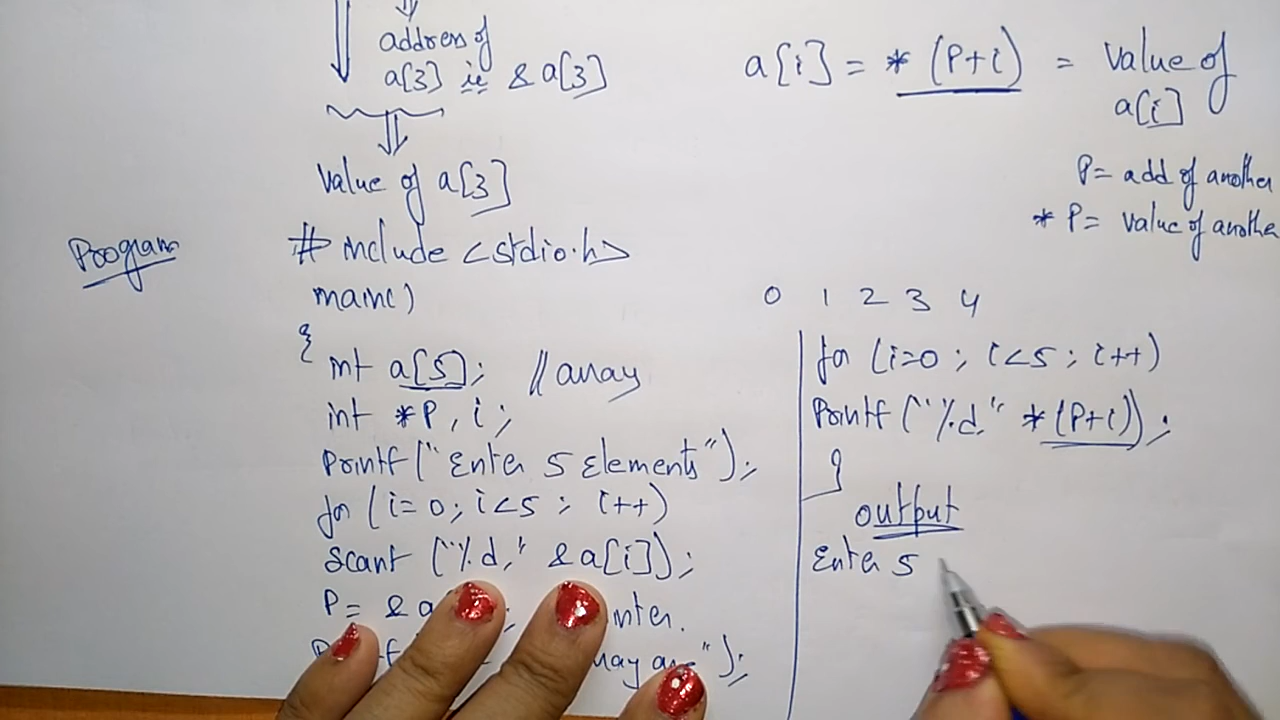 address of
a[3] ie & a[3]
Value of a[3]
a[i] = * (P+i) = Value of
a[i]
P= add of another
* P= value of another
Program
# include <stdio.h>
main()
{
int a[5]; // array
int *P, i;
Printf ("Enter 5 Elements");
for (i=0; i<5; i++)
Scanf ("%d," &a[i]);
P= & a
0 1 2 3 4
for (i=0; i<5; i++)
Printf ("%d," *(P+i));
}
output
Enter 5